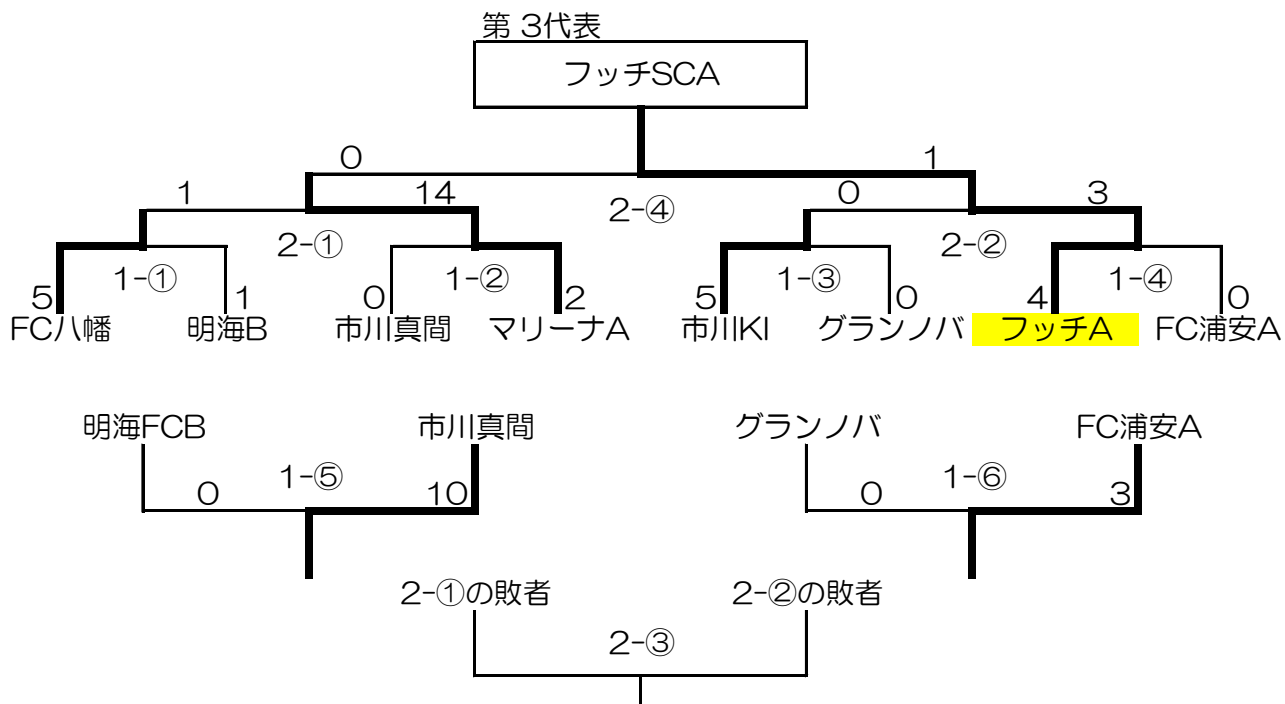 第 3代表
フッチSCA
0 1
1 14 2-④ 0 3
2-① 2-②
1-① 1-② 1-③ 1-④
5 1 0 2 5 0 4 0
FC八幡 明海B 市川真間 マリーナA 市川KI グランノバ フッチA FC浦安A
明海FCB 市川真間 グランノバ FC浦安A
1-⑤ 1-⑥
0 10 0 3
2-①の敗者 2-②の敗者
2-③